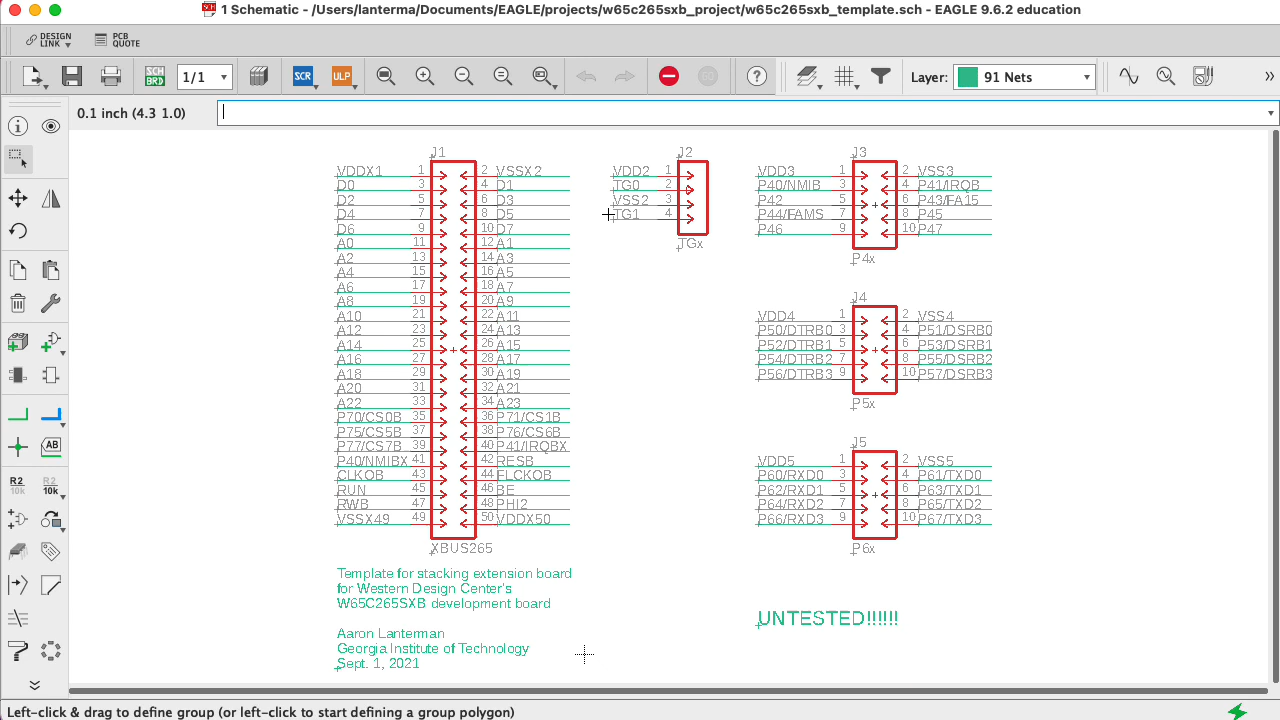 1 Schematic - /Users/lanterma/Documents/EAGLE/projects/w65c265sxb_project/w65c265sxb_template.sch - EAGLE 9.6.2 education
DESIGN LINK
PCB QUOTE
SCH BRD 1/1 SCR ULP Layer: 91 Nets
0.1 inch (4.3 1.0)
J1
VDDX1 1 2 VSSX2
D0 3 4 D1
D2 5 6 D3
D4 7 8 D5
D6 9 10 D7
A0 11 12 A1
A2 13 14 A3
A4 15 16 A5
A6 17 18 A7
A8 19 20 A9
A10 21 22 A11
A12 23 24 A13
A14 25 26 A15
A16 27 28 A17
A18 29 30 A19
A20 31 32 A21
A22 33 34 A23
P70/CS0B 35 36 P71/CS1B
P75/CS5B 37 38 P76/CS6B
P77/CS7B 39 40 P41/IRQBX
P40/NMIBX 41 42 RESB
CLKOB 43 44 FLCKOB
RUN 45 46 BE
RWB 47 48 PHI2
VSSX49 49 50 VDDX50
XBUS265
J2
VDD2 1
TG0 2
VSS2 3
TG1 4
TGx
J3
VDD3 1 2 VSS3
P40/NMIB 3 4 P41/IRQB
P42 5 6 P43/FA15
P44/FAMS 7 8 P45
P46 9 10 P47
P4x
J4
VDD4 1 2 VSS4
P50/DTRB0 3 4 P51/DSRB0
P52/DTRB1 5 6 P53/DSRB1
P54/DTRB2 7 8 P55/DSRB2
P56/DTRB3 9 10 P57/DSRB3
P5x
J5
VDD5 1 2 VSS5
P60/RXD0 3 4 P61/TXD0
P62/RXD1 5 6 P63/TXD1
P64/RXD2 7 8 P65/TXD2
P66/RXD3 9 10 P67/TXD3
P6x
AB
R2 10k
R2 10k
Template for stacking extension board
for Western Design Center's
W65C265SXB development board
Aaron Lanterman
Georgia Institute of Technology
Sept. 1, 2021
UNTESTED!!!!!!
Left-click & drag to define group (or left-click to start defining a group polygon)